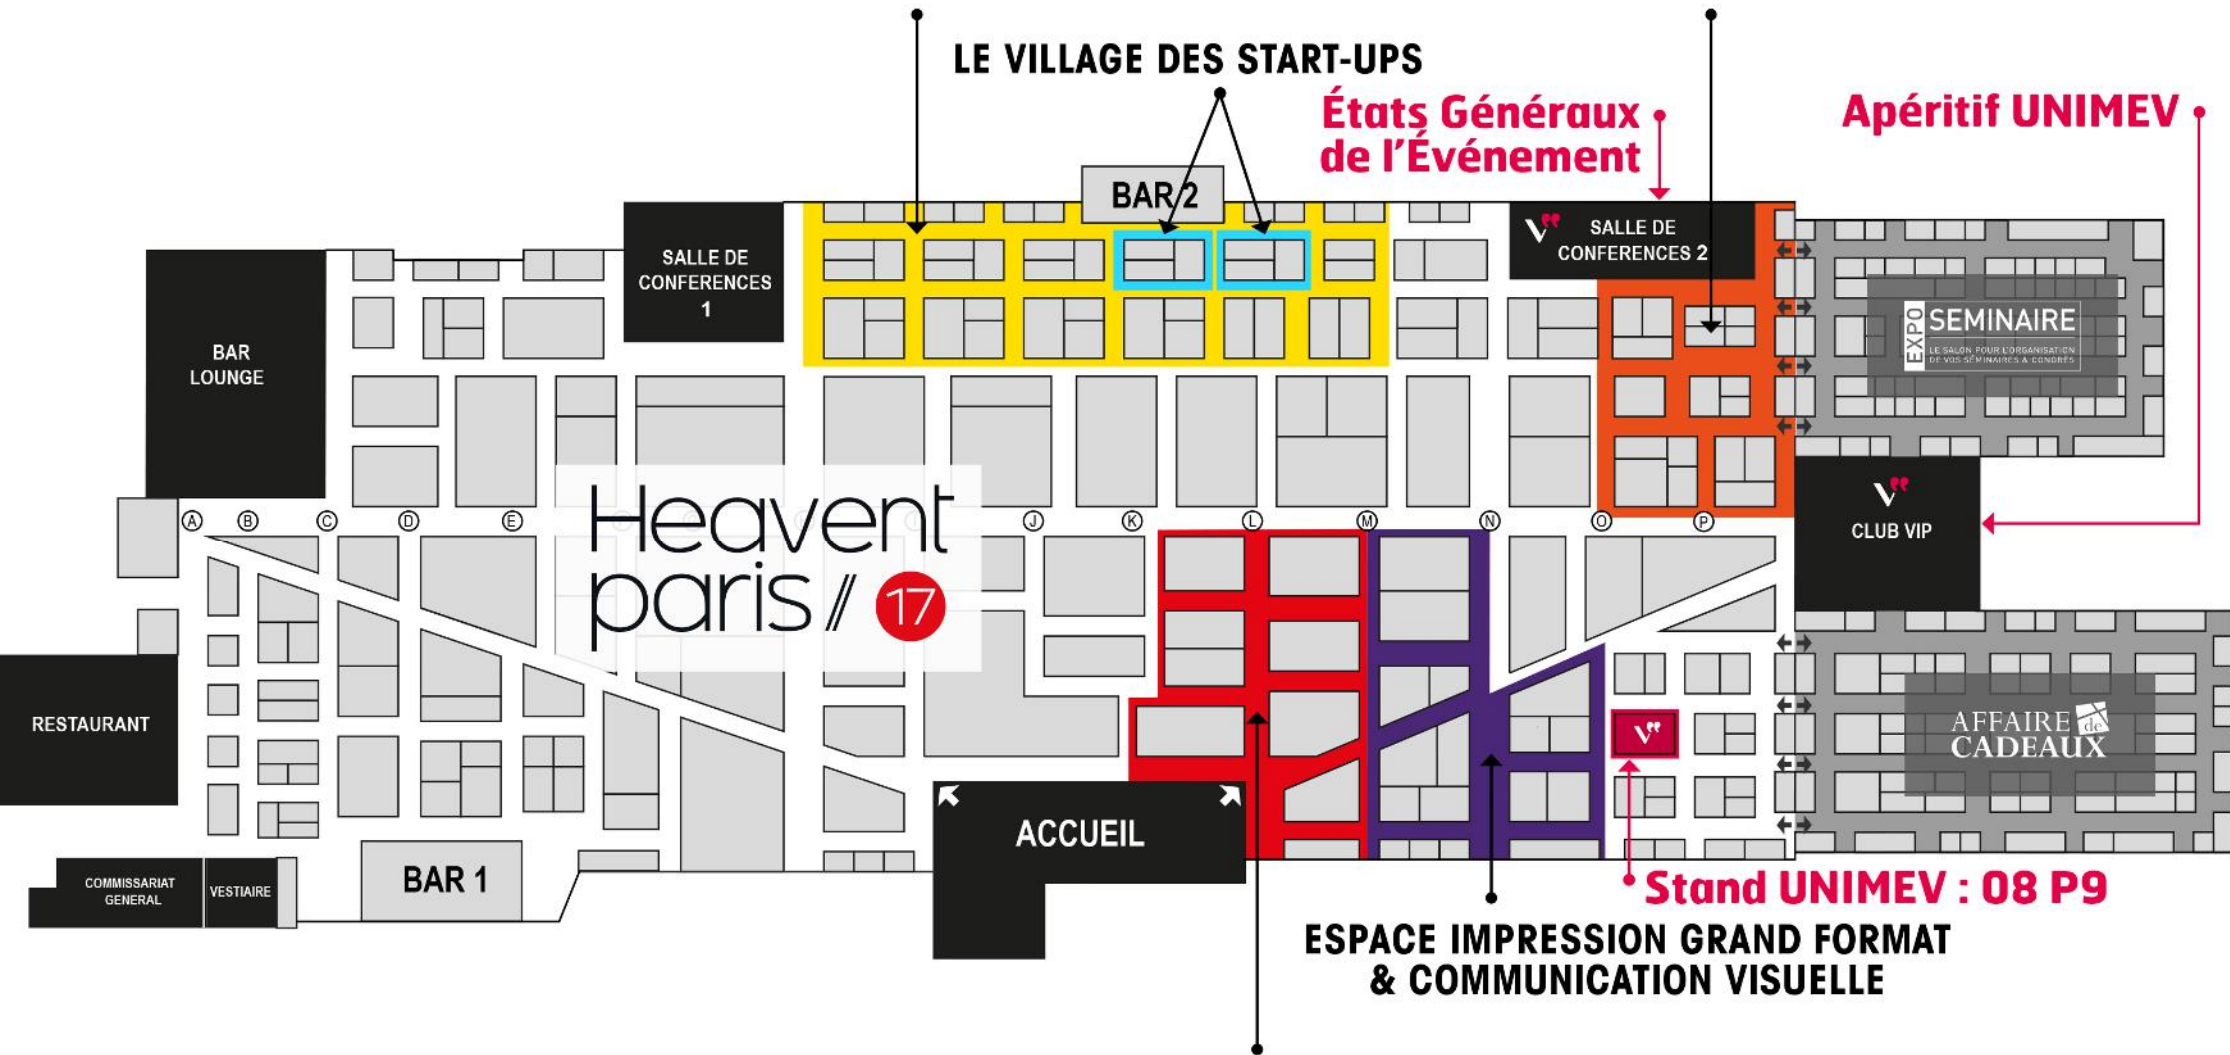 LE VILLAGE DES START-UPS
États Généraux
de l'Événement
Apéritif UNIMEV
BAR 2
SALLE DE
CONFERENCES
1
SALLE DE
CONFERENCES 2
BAR
LOUNGE
EXPO
SEMINAIRE
LE SALON POUR L'ORGANISATION
DE VOS SÉMINAIRES & CONGRÈS
CLUB VIP
A B C D E J K L M N O P
Heavent
paris// 17
RESTAURANT
AFFAIRE de
CADEAUX
ACCUEIL
BAR 1
COMMISSARIAT
GENERAL
VESTIAIRE
Stand UNIMEV : 08 P9
ESPACE IMPRESSION GRAND FORMAT
& COMMUNICATION VISUELLE